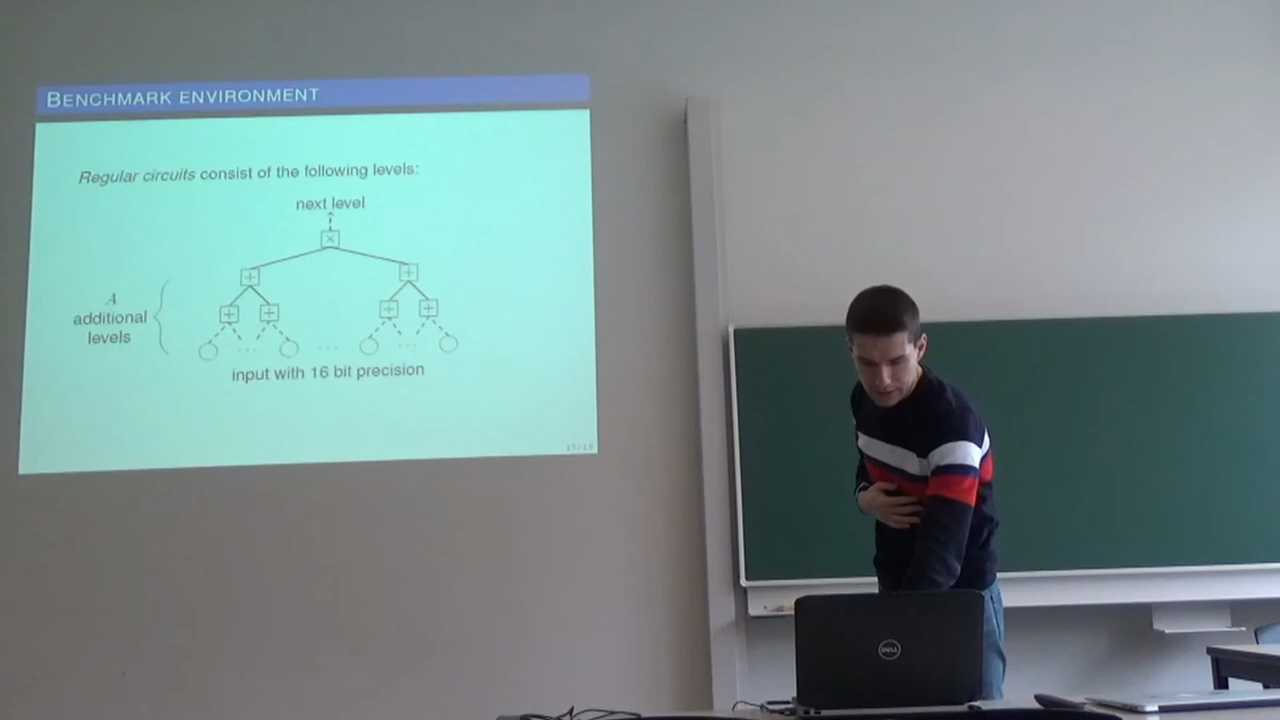 BENCHMARK ENVIRONMENT
Regular circuits consist of the following levels:
next level
×
+ +
+ + + +
A
additional
levels
... ... ...
input with 16 bit precision
DELL